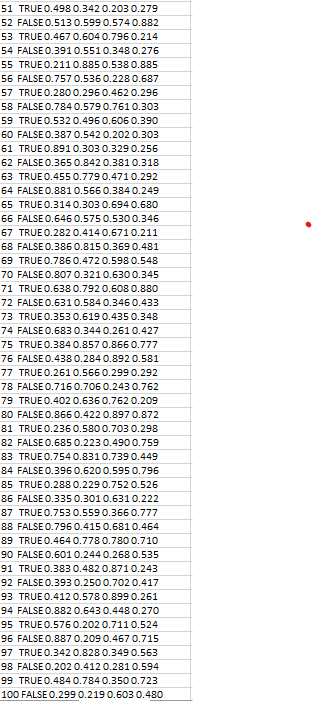 51 TRUE 0.498 0.342 0.203 0.279
52 FALSE 0.513 0.599 0.574 0.882
53 TRUE 0.467 0.604 0.796 0.214
54 FALSE 0.391 0.551 0.348 0.276
55 TRUE 0.211 0.885 0.538 0.885
56 FALSE 0.757 0.536 0.228 0.687
57 TRUE 0.280 0.296 0.462 0.296
58 FALSE 0.784 0.579 0.761 0.303
59 TRUE 0.532 0.496 0.606 0.390
60 FALSE 0.387 0.542 0.202 0.303
61 TRUE 0.891 0.303 0.329 0.256
62 FALSE 0.365 0.842 0.381 0.318
63 TRUE 0.455 0.779 0.471 0.292
64 FALSE 0.881 0.566 0.384 0.249
65 TRUE 0.314 0.303 0.694 0.680
66 FALSE 0.646 0.575 0.530 0.346
67 TRUE 0.282 0.414 0.671 0.211
68 FALSE 0.386 0.815 0.369 0.481
69 TRUE 0.786 0.472 0.598 0.548
70 FALSE 0.807 0.321 0.630 0.345
71 TRUE 0.638 0.792 0.608 0.880
72 FALSE 0.631 0.584 0.346 0.433
73 TRUE 0.353 0.619 0.435 0.348
74 FALSE 0.683 0.344 0.261 0.427
75 TRUE 0.384 0.857 0.866 0.777
76 FALSE 0.438 0.284 0.892 0.581
77 TRUE 0.261 0.566 0.299 0.292
78 FALSE 0.716 0.706 0.243 0.762
79 TRUE 0.402 0.636 0.762 0.209
80 FALSE 0.866 0.422 0.897 0.872
81 TRUE 0.236 0.580 0.703 0.298
82 FALSE 0.685 0.223 0.490 0.759
83 TRUE 0.754 0.831 0.739 0.449
84 FALSE 0.396 0.620 0.595 0.796
85 TRUE 0.288 0.229 0.752 0.526
86 FALSE 0.335 0.301 0.631 0.222
87 TRUE 0.753 0.559 0.366 0.777
88 FALSE 0.796 0.415 0.681 0.464
89 TRUE 0.464 0.778 0.780 0.710
90 FALSE 0.601 0.244 0.268 0.535
91 TRUE 0.383 0.482 0.871 0.243
92 FALSE 0.393 0.250 0.702 0.417
93 TRUE 0.412 0.578 0.899 0.261
94 FALSE 0.882 0.643 0.448 0.270
95 TRUE 0.576 0.202 0.711 0.524
96 FALSE 0.887 0.209 0.467 0.715
97 TRUE 0.342 0.828 0.349 0.563
98 FALSE 0.202 0.412 0.281 0.594
99 TRUE 0.484 0.784 0.350 0.723
100 FALSE 0.299 0.219 0.603 0.480